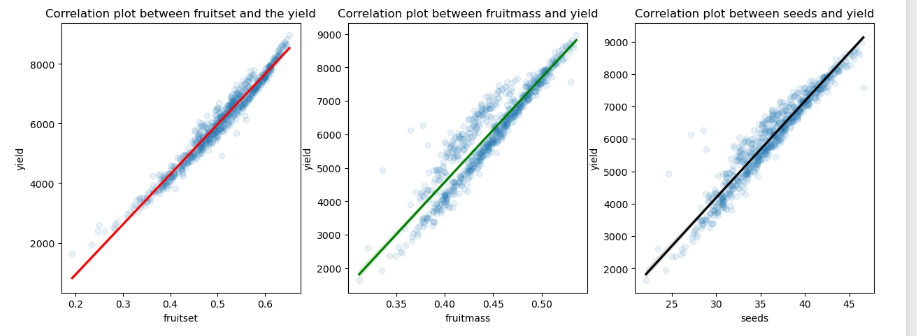 Correlation plot between fruitset and the yield
8000
6000
4000
2000
yield
0.2 0.3 0.4 0.5 0.6
fruitset
Correlation plot between fruitmass and yield
9000
8000
7000
6000
5000
4000
3000
2000
yield
0.35 0.40 0.45 0.50
fruitmass
Correlation plot between seeds and yield
9000
8000
7000
6000
5000
4000
3000
2000
yield
25 30 35 40 45
seeds